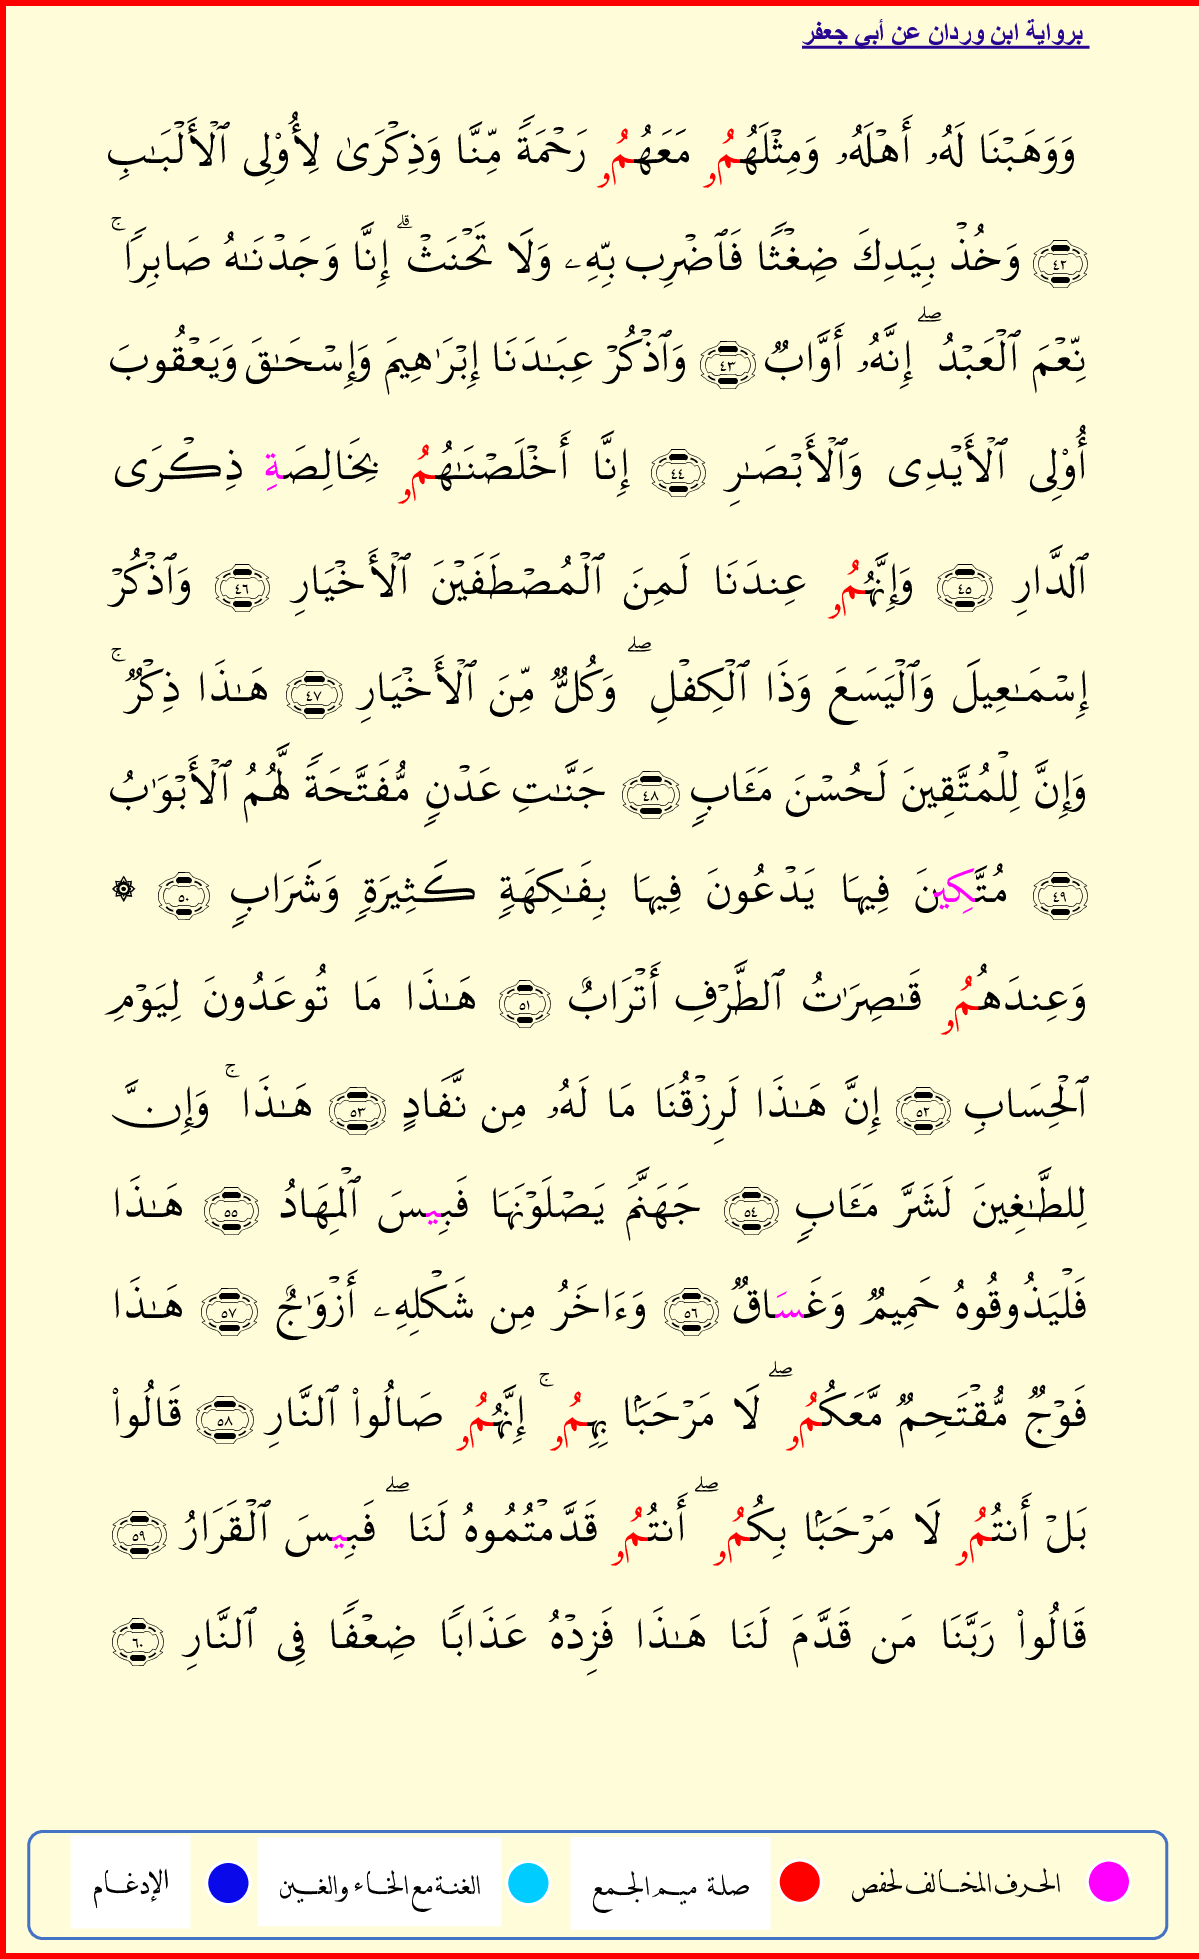 برواية ابن وردان عن أبي جعفر
وَوَهَبۡنَا لَهُۥٓ أَهۡلَهُۥ وَمِثۡلَهُمُۥ مَعَهُمُۥ رَحۡمَةٗ مِّنَّا وَذِكۡرَىٰ لِأُوْلِي ٱلۡأَلۡبَٰبِ
٤٢ وَخُذۡ بِيَدِكَ ضِغۡثٗا فَٱضۡرِب بِّهِۦ وَلَا تَحۡنَثۡۗ إِنَّا وَجَدۡنَٰهُ صَابِرٗاۚ
نِّعۡمَ ٱلۡعَبۡدُۖ إِنَّهُۥٓ أَوَّابٞ ٤٣ وَٱذۡكُرۡ عِبَٰدَنَآ إِبۡرَٰهِيمَ وَإِسۡحَٰقَ وَيَعۡقُوبَ
أُوْلِي ٱلۡأَيۡدِي وَٱلۡأَبۡصَٰرِ ٤٤ إِنَّآ أَخۡلَصۡنَٰهُمُۥ بِخَالِصَةِ ذِكۡرَى
ٱلدَّارِ ٤٥ وَإِنَّهُمُۥ عِندَنَا لَمِنَ ٱلۡمُصۡطَفَيۡنَ ٱلۡأَخۡيَارِ ٤٦ وَٱذۡكُرۡ
إِسۡمَٰعِيلَ وَٱلۡيَسَعَ وَذَا ٱلۡكِفۡلِۖ وَكُلّٞ مِّنَ ٱلۡأَخۡيَارِ ٤٧ هَٰذَا ذِكۡرٞۚ
وَإِنَّ لِلۡمُتَّقِينَ لَحُسۡنَ مَـَٔابٖ ٤٨ جَنَّٰتِ عَدۡنٖ مُّفَتَّحَةٗ لَّهُمُ ٱلۡأَبۡوَٰبُ
٤٩ مُتَّكِينَ فِيهَا يَدۡعُونَ فِيهَا بِفَٰكِهَةٖ كَثِيرَةٖ وَشَرَابٖ ٥٠ ۞
وَعِندَهُمُۥ قَٰصِرَٰتُ ٱلطَّرۡفِ أَتۡرَابٌ ٥١ هَٰذَا مَا تُوعَدُونَ لِيَوۡمِ
ٱلۡحِسَابِ ٥٢ إِنَّ هَٰذَا لَرِزۡقُنَا مَا لَهُۥ مِن نَّفَادٍ ٥٣ هَٰذَاۚ وَإِنَّ
لِلطَّٰغِينَ لَشَرَّ مَـَٔابٖ ٥٤ جَهَنَّمَ يَصۡلَوۡنَهَا فَبِيسَ ٱلۡمِهَادُ ٥٥ هَٰذَا
فَلۡيَذُوقُوهُ حَمِيمٞ وَغَسَاقٞ ٥٦ وَءَاخَرُ مِن شَكۡلِهِۦٓ أَزۡوَٰجٌ ٥٧ هَٰذَا
فَوۡجٞ مُّقۡتَحِمٞ مَّعَكُمُۥۖ لَا مَرۡحَبَۢا بِهِمُۥٓۚ إِنَّهُمُۥ صَالُواْ ٱلنَّارِ ٥٨ قَالُواْ
بَلۡ أَنتُمُۥ لَا مَرۡحَبَۢا بِكُمُۥٓۖ أَنتُمُۥ قَدَّمۡتُمُوهُ لَنَاۖ فَبِيسَ ٱلۡقَرَارُ ٥٩
قَالُواْ رَبَّنَا مَن قَدَّمَ لَنَا هَٰذَا فَزِدۡهُ عَذَابٗا ضِعۡفٗا فِي ٱلنَّارِ ٦٠
الحرف المخالف لحفص صلة ميم الجمع الغنة مع الخاء والغين الإدغام